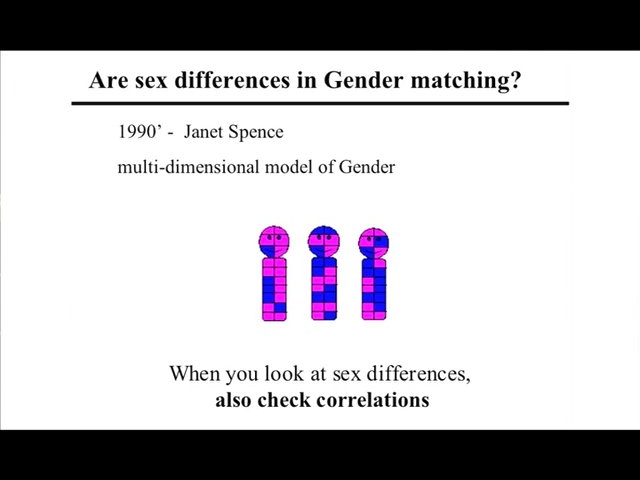 Are sex differences in Gender matching?
1990’ - Janet Spence
multi-dimensional model of Gender
When you look at sex differences,
also check correlations